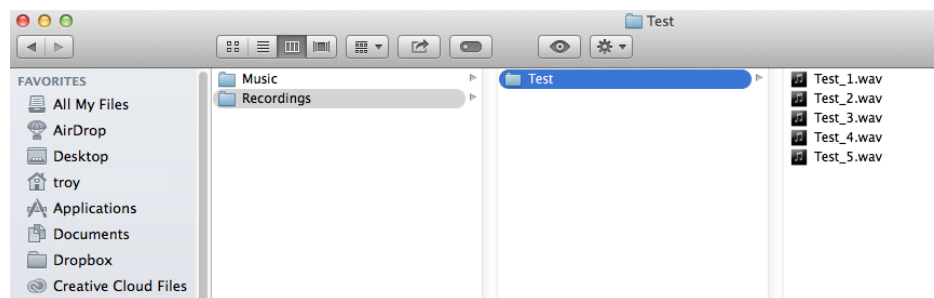 Test
FAVORITES
All My Files
AirDrop
Desktop
troy
Applications
Documents
Dropbox
Creative Cloud Files
Music
Recordings
Test
Test_1.wav
Test_2.wav
Test_3.wav
Test_4.wav
Test_5.wav